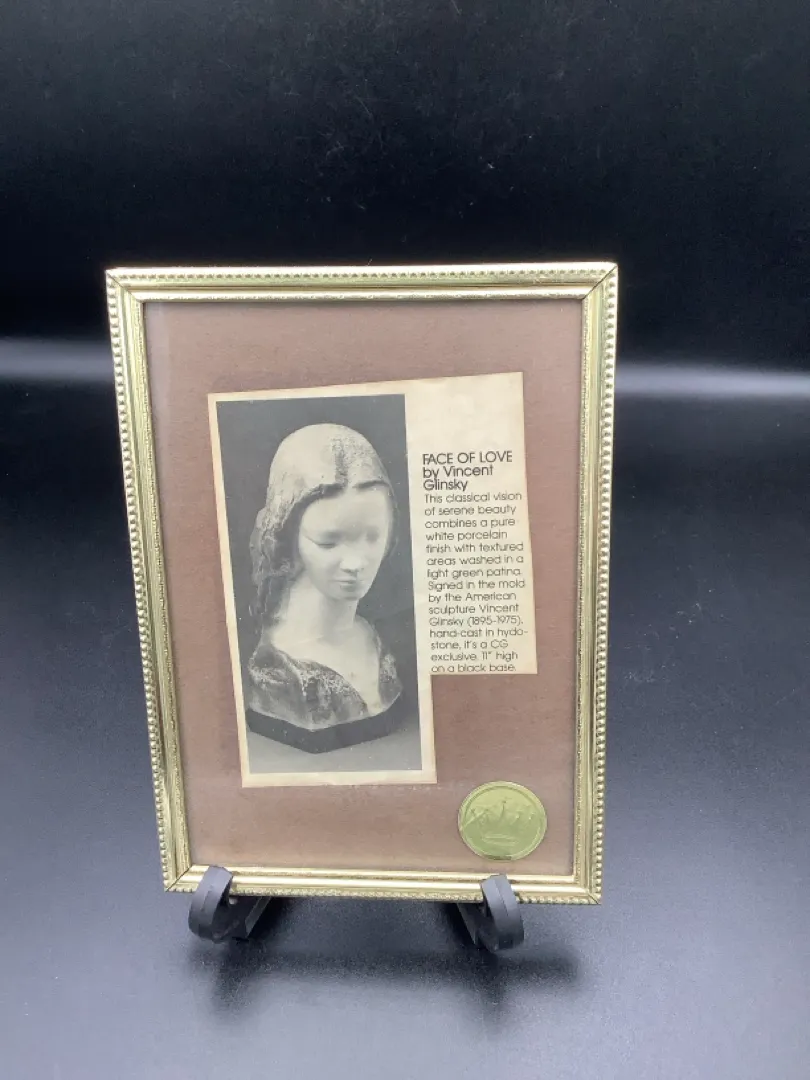 FACE OF LOVE
by Vincent
Glinsky
This classical vision
of serene beauty
combines a pure
white porcelain
finish with textured
areas washed in a
light green patina.
Signed in the mold
by the American
sculpture Vincent
Glinsky (1895-1975),
hand-cast in hydo-
stone, it's a CG
exclusive. 11" high
on a black base.